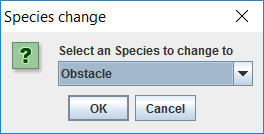 Species change
Select an Species to change to
Obstacle
OK Cancel